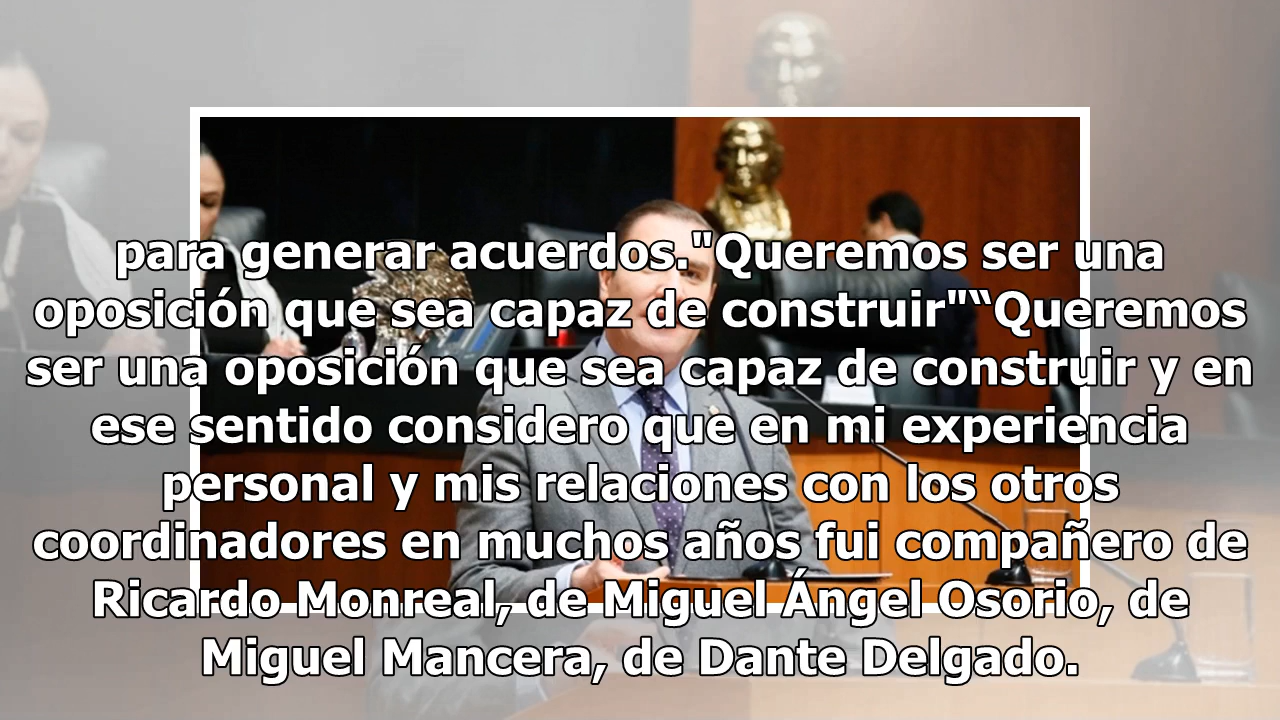 para generar acuerdos."Queremos ser una
oposición que sea capaz de construir"“Queremos
ser una oposición que sea capaz de construir y en
ese sentido considero que en mi experiencia
personal y mis relaciones con los otros
coordinadores en muchos años fui compañero de
Ricardo Monreal, de Miguel Ángel Osorio, de
Miguel Mancera, de Dante Delgado.